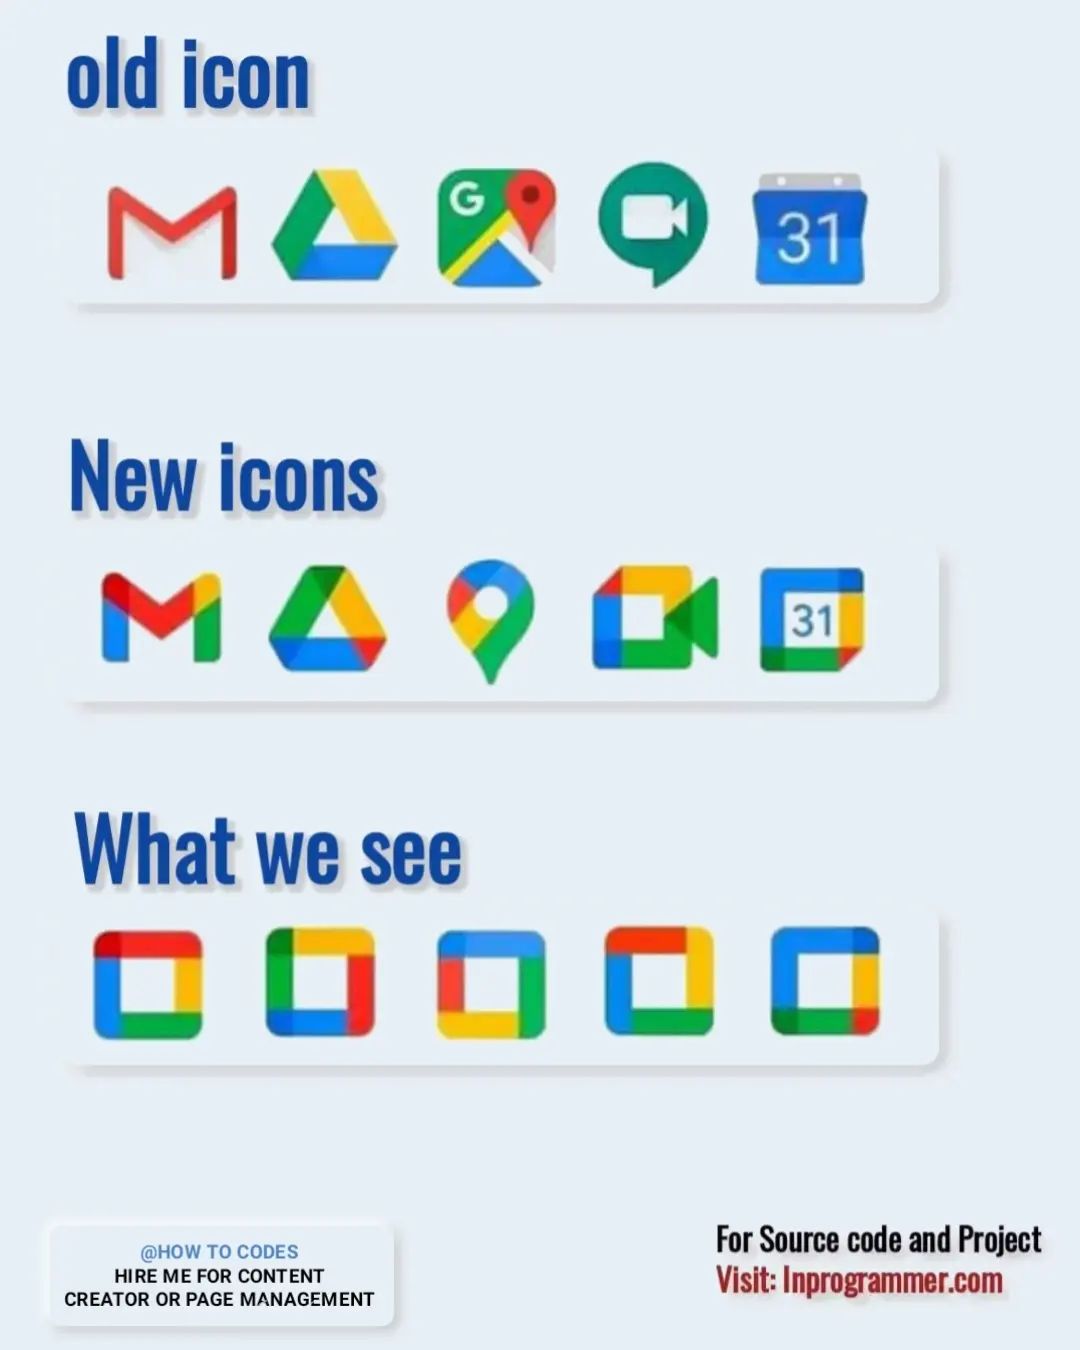 old icon
G
31
New icons
31
What we see
@HOW TO CODES
HIRE ME FOR CONTENT
CREATOR OR PAGE MANAGEMENT
For Source code and Project
Visit: Inprogrammer.com